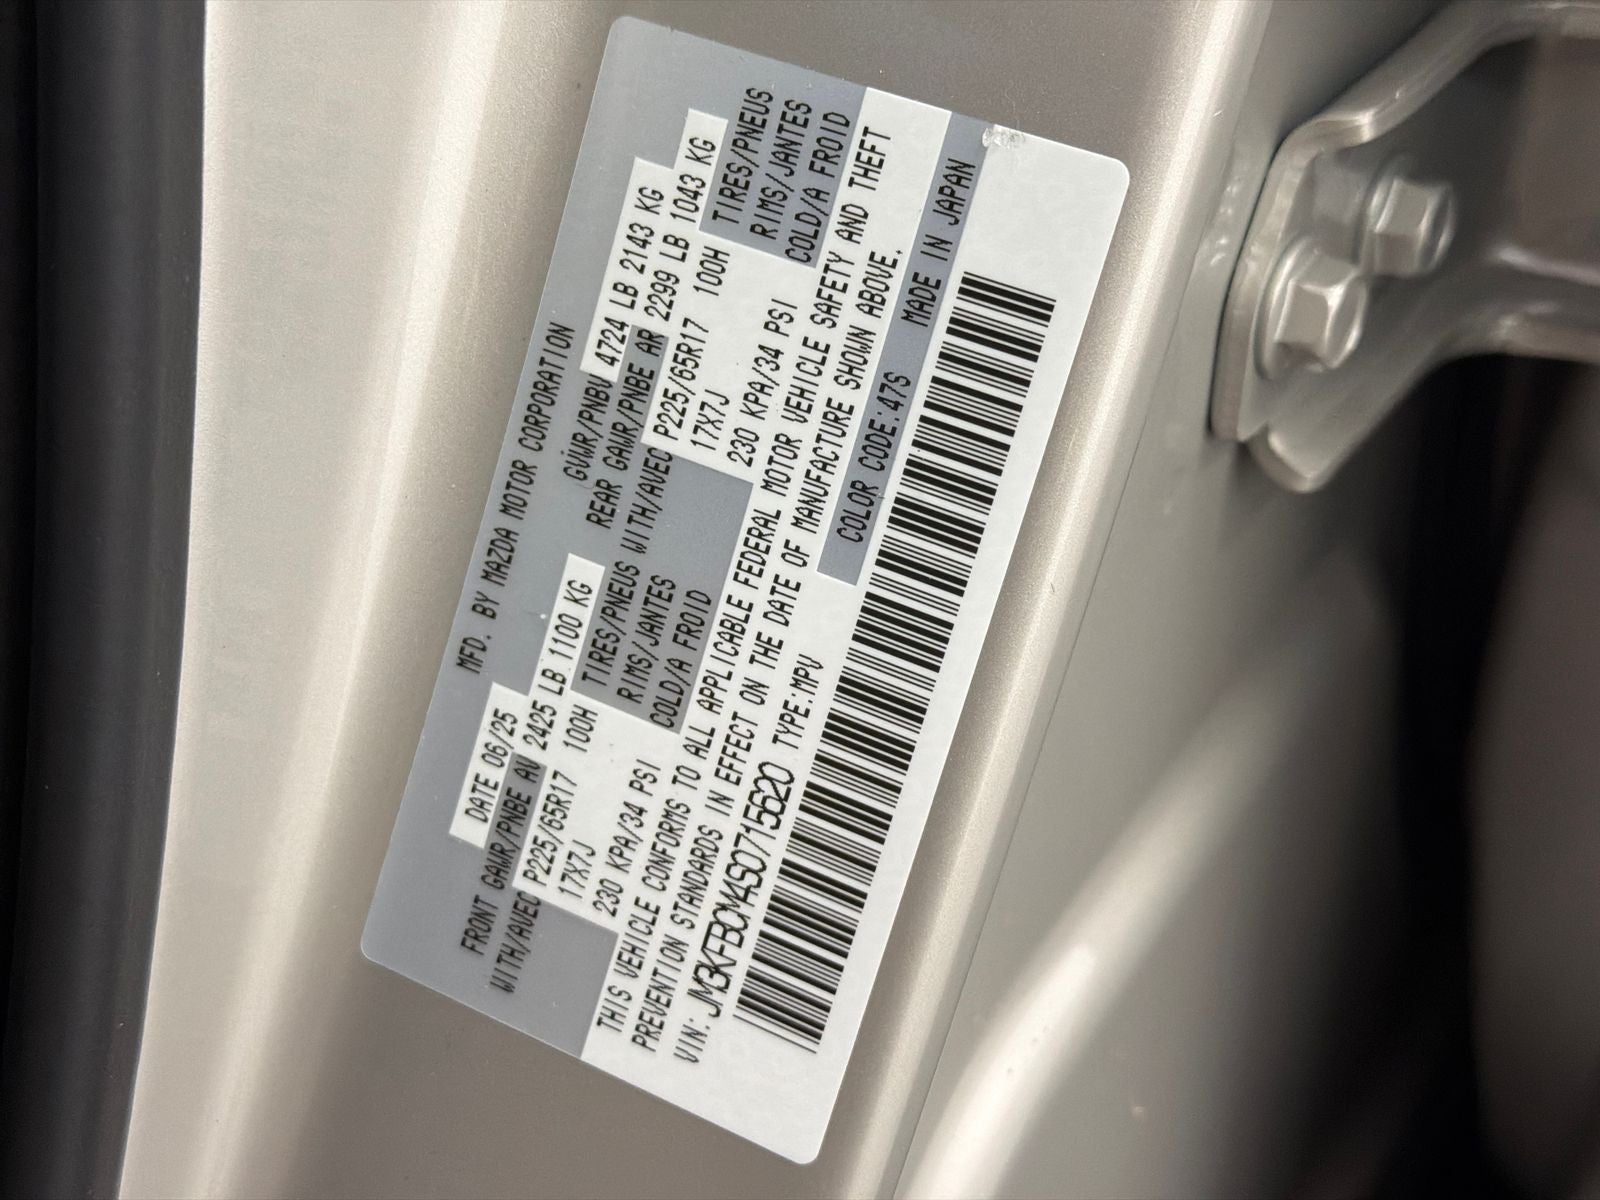 MFD. BY MAZDA MOTOR CORPORATION
DATE 06/25 GVWR/PNBV 4724 LB 2143 KG
FRONT GAWR/PNBE AV 2425 LB 1100 KG REAR GAWR/PNBE AR 2299 LB 1043 KG
WITH/AVEC P225/65R17 100H TIRES/PNEUS WITH/AVEC P225/65R17 100H TIRES/PNEUS
17X7J RIMS/JANTES 17X7J RIMS/JANTES
230 KPA/34 PSI COLD/A FROID 230 KPA/34 PSI COLD/A FROID
THIS VEHICLE CONFORMS TO ALL APPLICABLE FEDERAL MOTOR VEHICLE SAFETY AND THEFT
PREVENTION STANDARDS IN EFFECT ON THE DATE OF MANUFACTURE SHOWN ABOVE.
VIN: JM3KFBCM4S0715620 TYPE:MPV COLOR CODE:47S MADE IN JAPAN